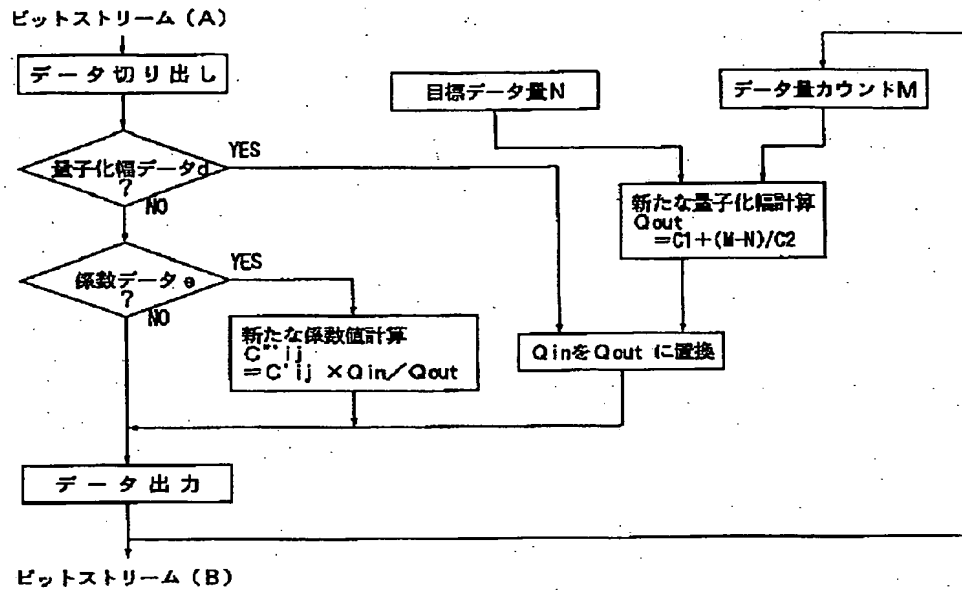 ビットストリーム（A）
データ切り出し
目標データ量N
データ量カウントM
量子化幅データd
?
YES
NO
新たな量子化幅計算
Qout
＝C1+(M-N)/C2
係数データe
?
YES
NO
新たな係数値計算
C"ij
＝C'ij ×Qin／Qout
QinをQout に置換
データ出力
ビットストリーム（B）